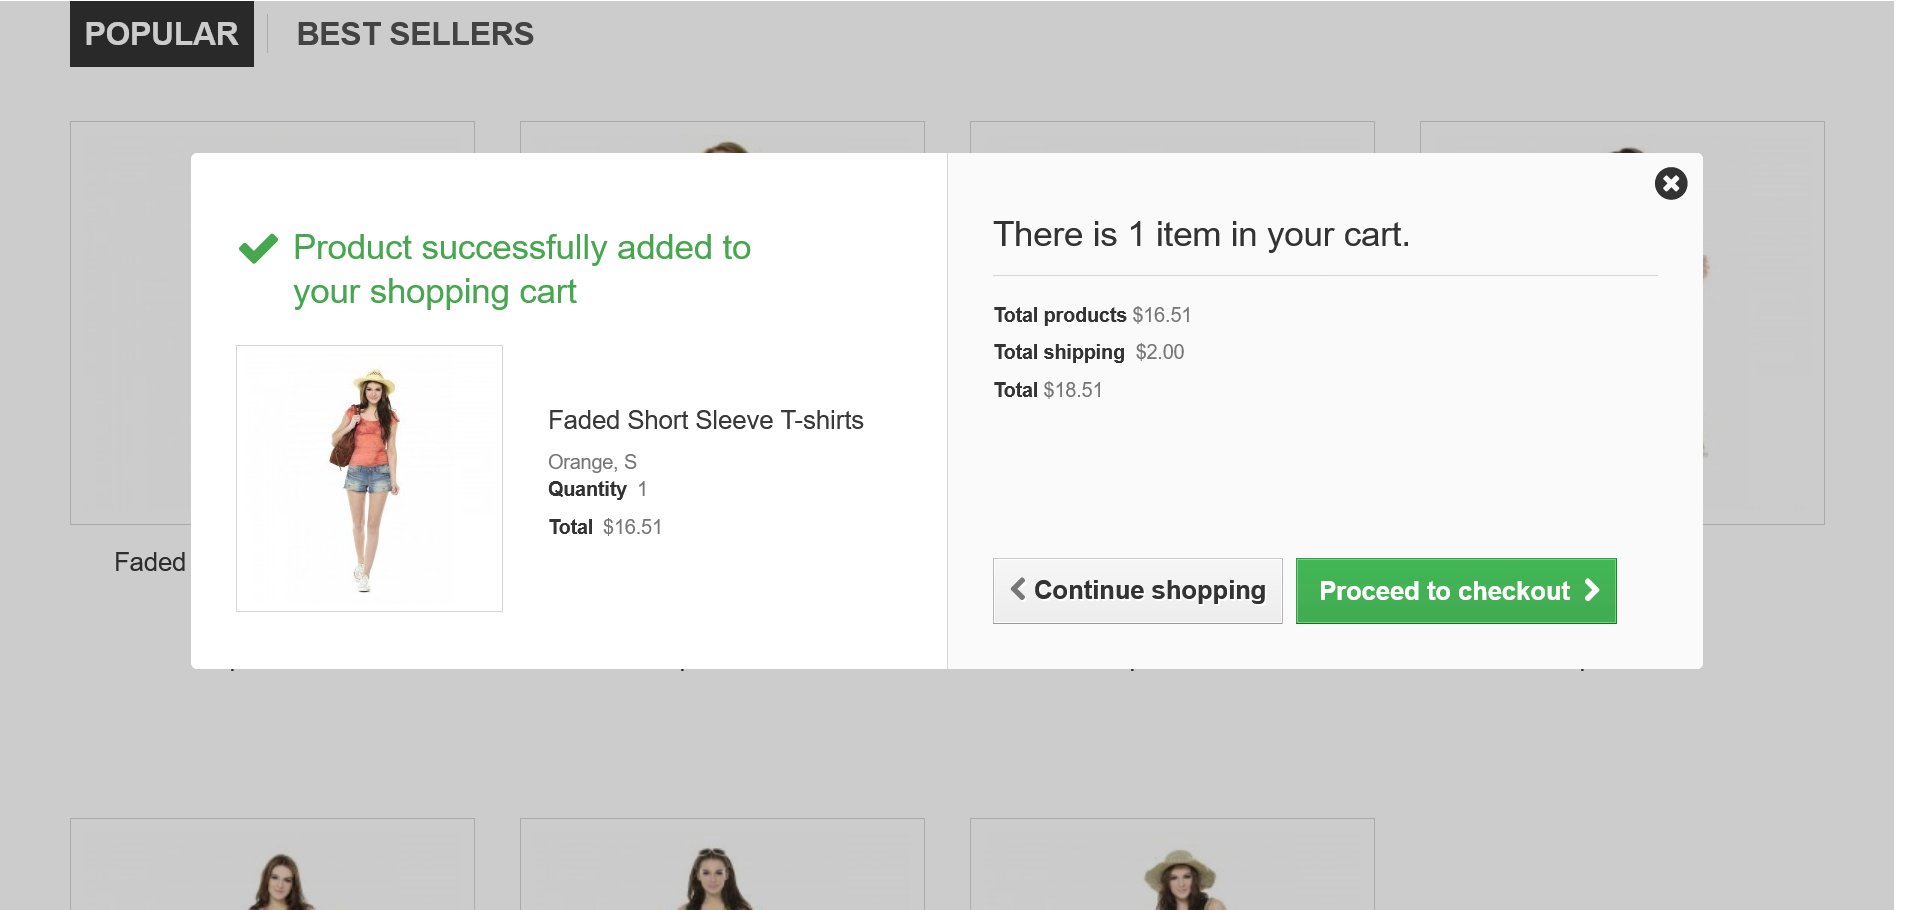 POPULAR
BEST SELLERS
Product successfully added to
your shopping cart
Faded Short Sleeve T-shirts
Orange, S
Quantity 1
Total $16.51
There is 1 item in your cart.
Total products $16.51
Total shipping $2.00
Total $18.51
Continue shopping
Proceed to checkout
Faded